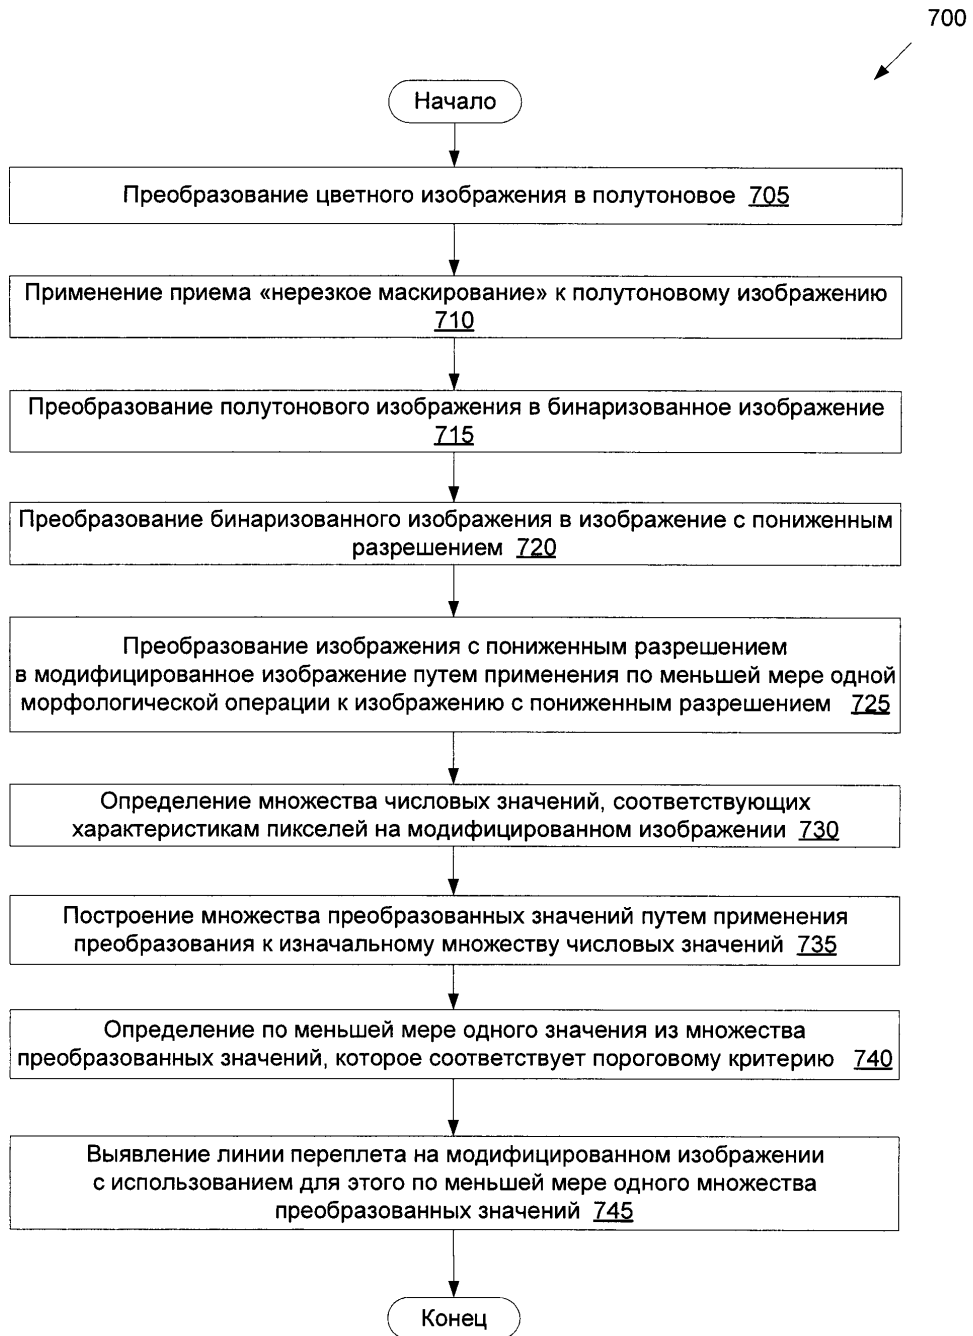 700
Начало
Преобразование цветного изображения в полутоновое 705
Применение приема «нерезкое маскирование» к полутоновому изображению
710
Преобразование полутонового изображения в бинаризованное изображение
715
Преобразование бинаризованного изображения в изображение с пониженным
разрешением 720
Преобразование изображения с пониженным разрешением
в модифицированное изображение путем применения по меньшей мере одной
морфологической операции к изображению с пониженным разрешением 725
Определение множества числовых значений, соответствующих
характеристикам пикселей на модифицированном изображении 730
Построение множества преобразованных значений путем применения
преобразования к изначальному множеству числовых значений 735
Определение по меньшей мере одного значения из множества
преобразованных значений, которое соответствует пороговому критерию 740
Выявление линии переплета на модифицированном изображении
с использованием для этого по меньшей мере одного множества
преобразованных значений 745
Конец